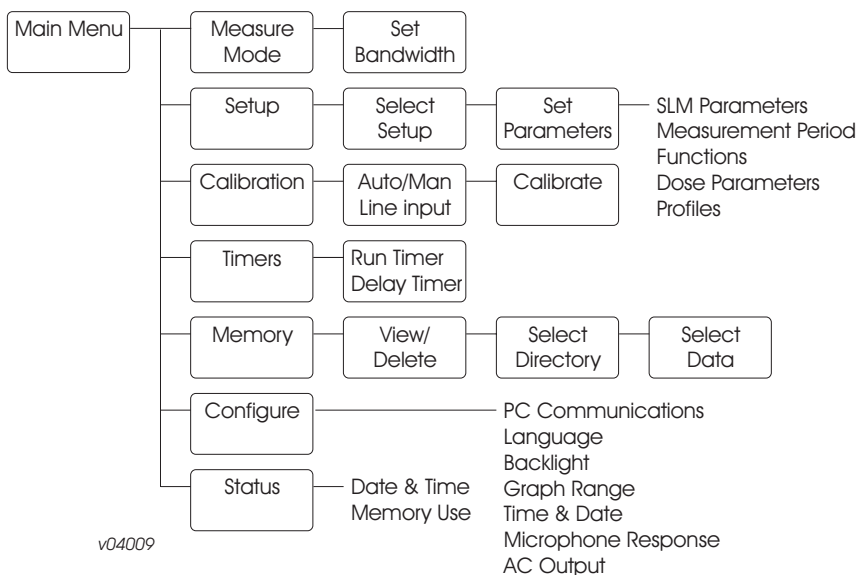 Main Menu
Measure
Mode
Set
Bandwidth
Setup
Select
Setup
Set
Parameters
SLM Parameters
Measurement Period
Functions
Dose Parameters
Profiles
Calibration
Auto/Man
Line input
Calibrate
Timers
Run Timer
Delay Timer
Memory
View/
Delete
Select
Directory
Select
Data
Configure
PC Communications
Language
Backlight
Graph Range
Time & Date
Microphone Response
AC Output
Status
Date & Time
Memory Use
v04009